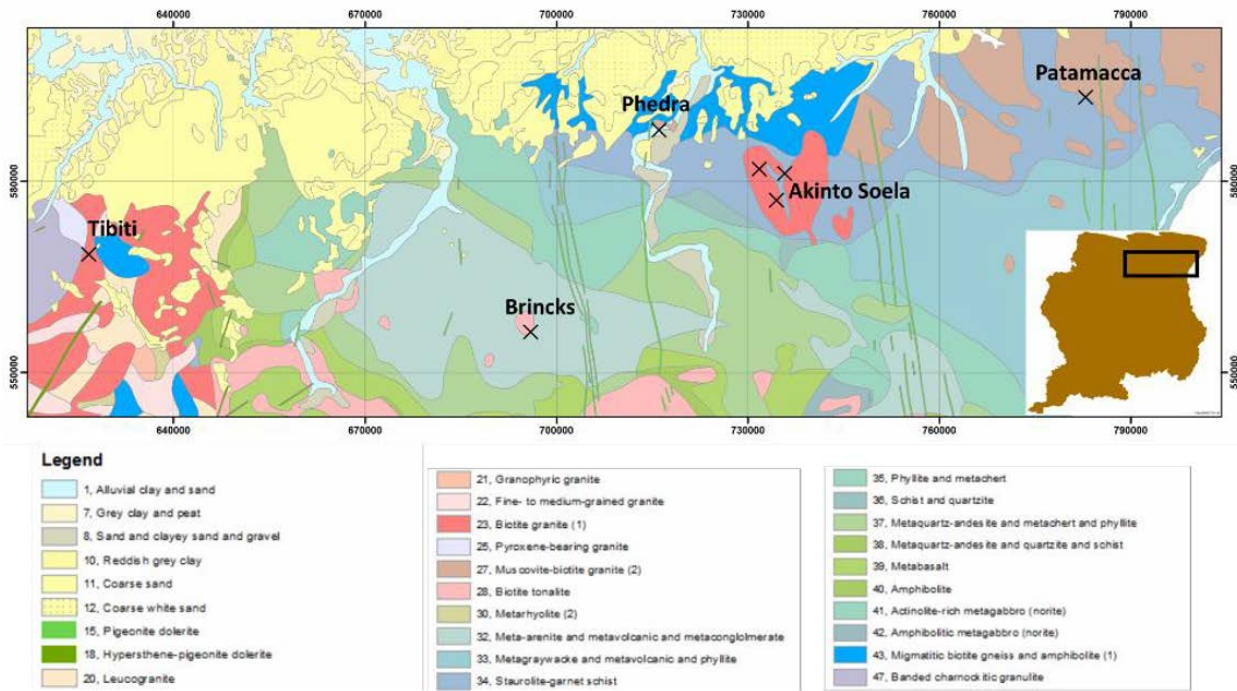 640000 670000 700000 730000 760000 790000
Patamacca
Phedra
580000 580000
Akinto Soela
Tibiti
Brincks
550000 550000
640000 670000 700000 730000 760000 790000
Legend
1, Alluvial clay and sand
7, Grey clay and peat
8, Sand and clayey sand and gravel
10, Reddish grey clay
11, Coarse sand
12, Coarse white sand
15, Pigeonite dolerite
18, Hypersthene-pigeonite dolerite
20, Leucogranite
21, Granophyric granite
22, Fine- to medium-grained granite
23, Biotite granite (1)
25, Pyroxene-bearing granite
27, Muscovite-biotite granite (2)
28, Biotite tonalite
30, Metarhyolite (2)
32, Meta-arenite and metavolcanic and metaconglolmerate
33, Metagraywacke and metavolcanic and phyllite
34, Staurolite-garnet schist
35, Phyllite and metachert
36, Schist and quartzite
37, Metaquartz-andesite and metachert and phyllite
38, Metaquartz-andesite and quartzite and schist
39, Metabasalt
40, Amphibolite
41, Actinolite-rich metagabbro (norite)
42, Amphibolitic metagabbro (norite)
43, Migmatitic biotite gneiss and amphibolite (1)
47, Banded charnockitic granulite